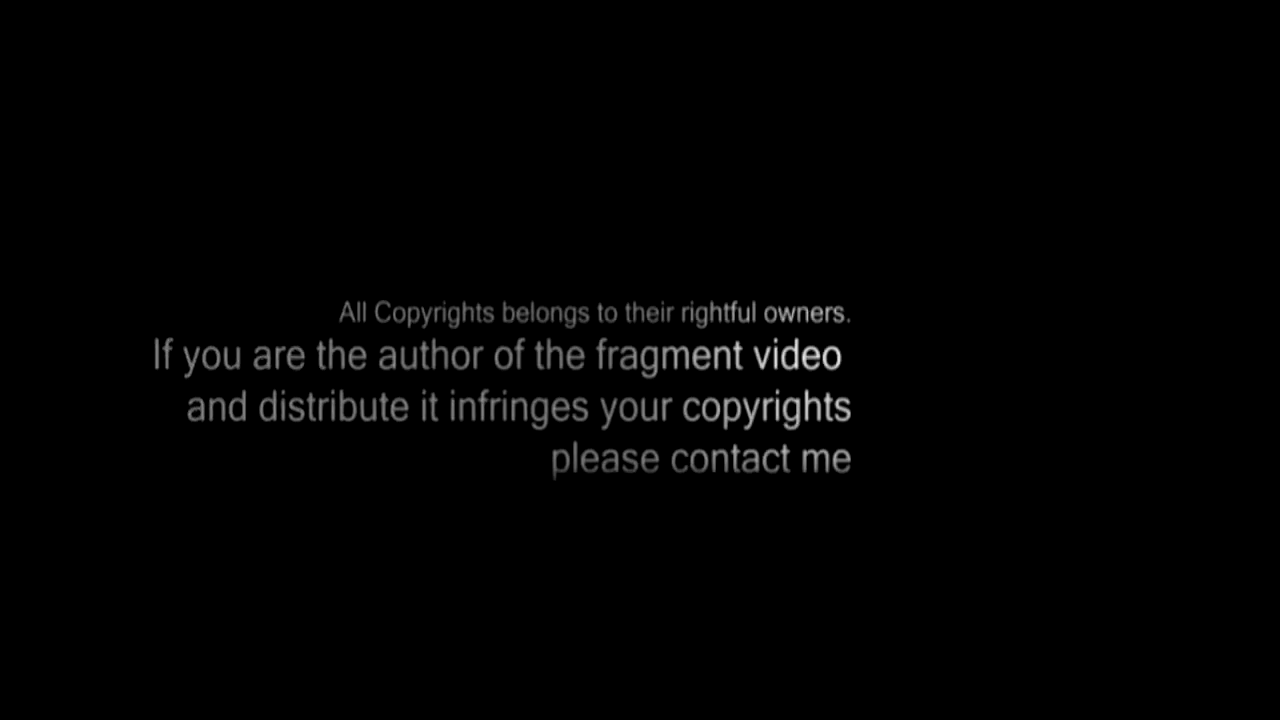 All Copyrights belongs to their rightful owners.
If you are the author of the fragment video
and distribute it infringes your copyrights
please contact me